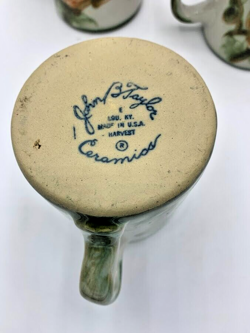 John B Taylor
LOU. KY.
MADE IN U.S.A.
HARVEST
®
Ceramics